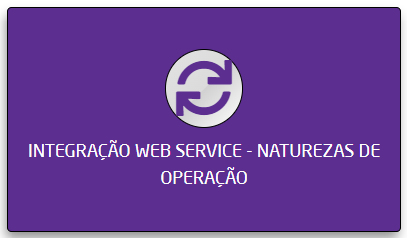 INTEGRAÇÃO WEB SERVICE - NATUREZAS DE
OPERAÇÃO